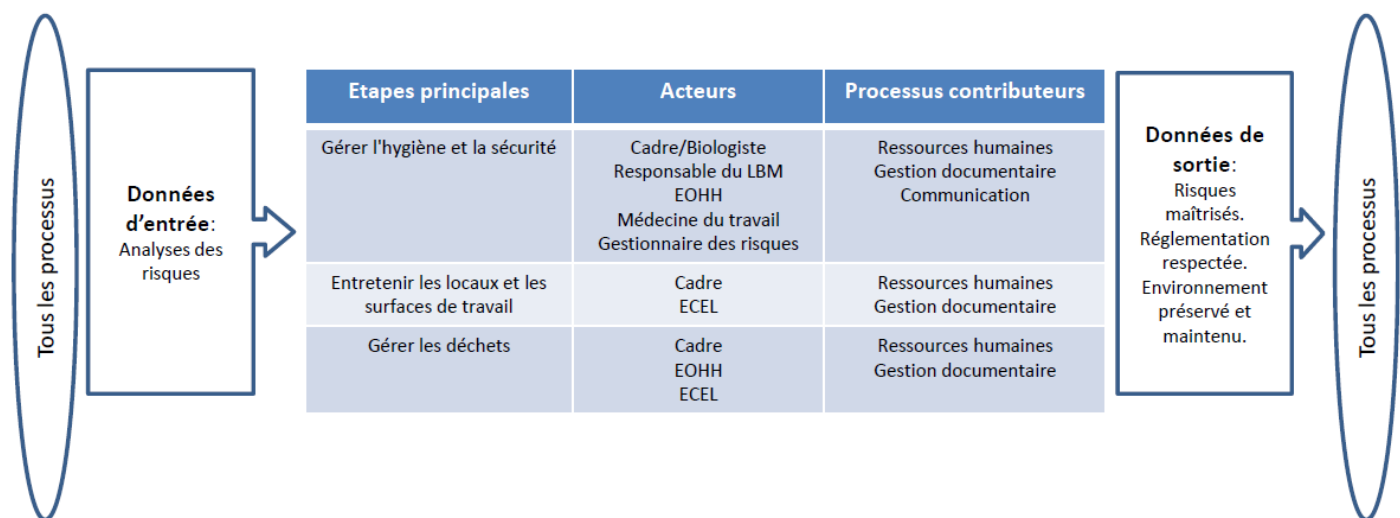 Tous les processus
Données
d'entrée:
Analyses des
risques
Etapes principales
Acteurs
Processus contributeurs
Gérer l'hygiène et la sécurité
Cadre/Biologiste
Responsable du LBM
EOHH
Médecine du travail
Gestionnaire des risques
Ressources humaines
Gestion documentaire
Communication
Entretenir les locaux et les
surfaces de travail
Cadre
ECEL
Ressources humaines
Gestion documentaire
Gérer les déchets
Cadre
EOHH
ECEL
Ressources humaines
Gestion documentaire
Données de
sortie:
Risques
maîtrisés.
Réglementation
respectée.
Environnement
préservé et
maintenu.
Tous les processus